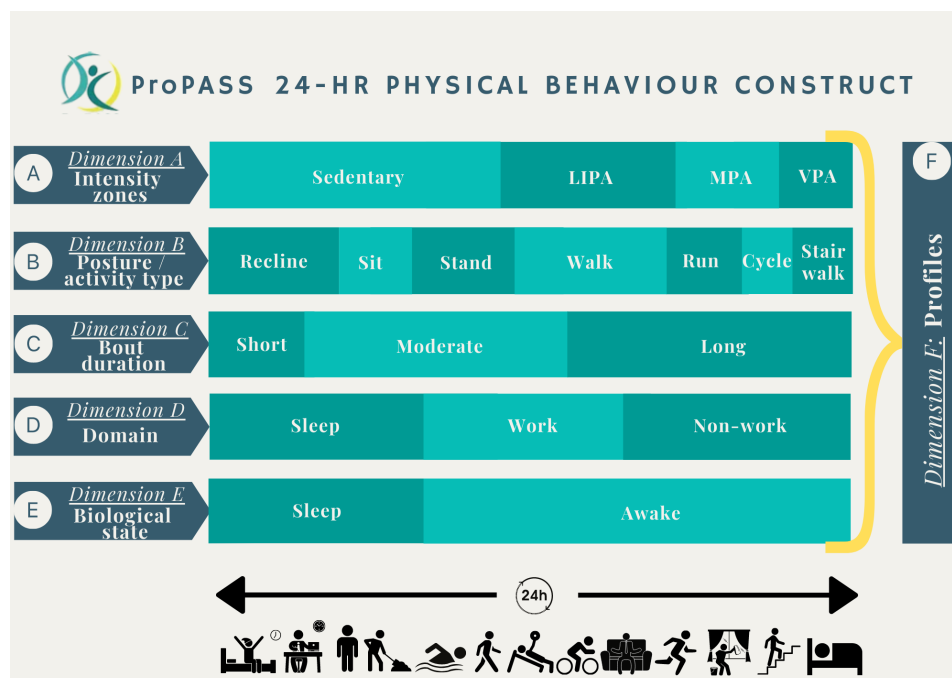 ProPASS 24-HR PHYSICAL BEHAVIOUR CONSTRUCT
A
Dimension A
Intensity
zones
Sedentary
LIPA
MPA
VPA
B
Dimension B
Posture /
activity type
Recline
Sit
Stand
Walk
Run
Cycle
Stair
walk
C
Dimension C
Bout
duration
Short
Moderate
Long
D
Dimension D
Domain
Sleep
Work
Non-work
E
Dimension E
Biological
state
Sleep
Awake
F
Dimension F: Profiles
24h